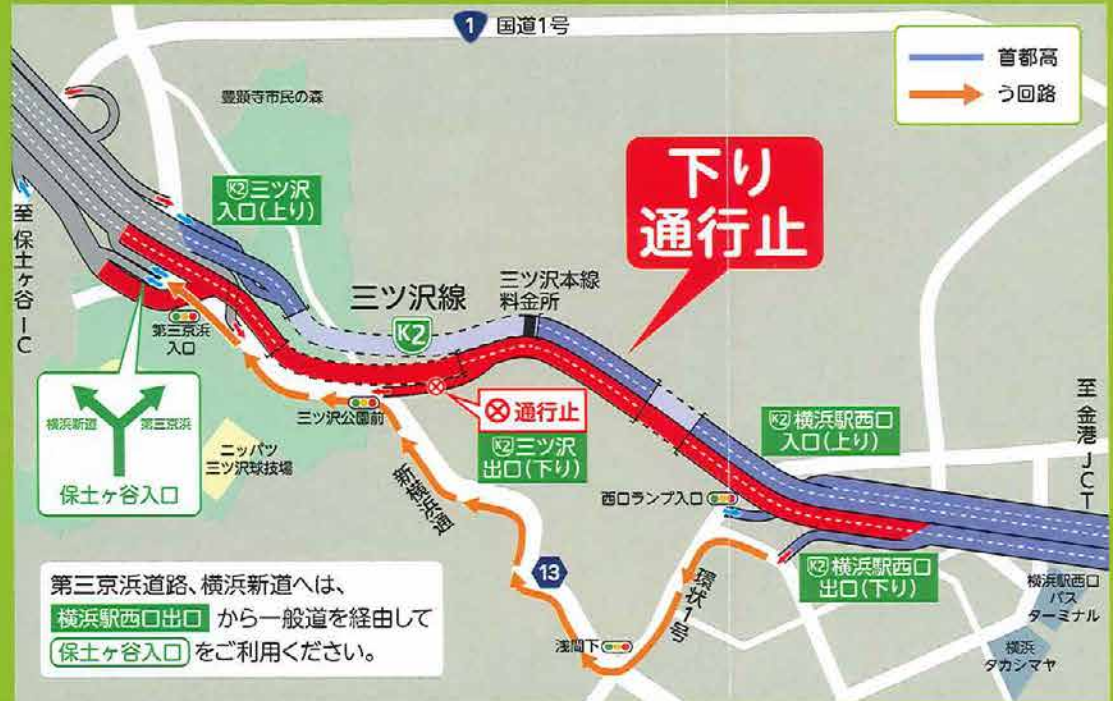 1 国道1号
首都高
う回路
豊顕寺市民の森
K2 三ツ沢
入口(上り)
下り
通行止
至 保土ヶ谷IC
三ツ沢線
K2
三ツ沢本線
料金所
第三京浜
入口
横浜新道
第三京浜
保土ヶ谷入口
三ツ沢公園前
通行止
K2 三ツ沢
出口(下り)
ニッパツ
三ツ沢球技場
新横浜通
K2 横浜駅西口
入口(上り)
至 金港JCT
西口ランプ入口
13
環状1号
K2 横浜駅西口
出口(下り)
浅間下
横浜駅西口
バス
ターミナル
横浜
タカシマヤ
第三京浜道路、横浜新道へは、
横浜駅西口出口 から一般道を経由して
保土ヶ谷入口 をご利用ください。